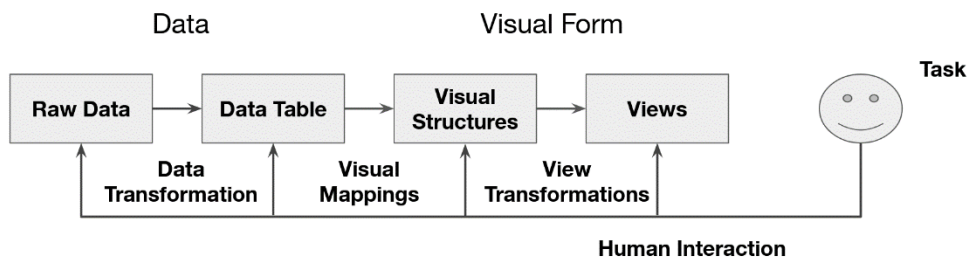 Data
Visual Form
Task
Raw Data
Data Table
Visual
Structures
Views
Data
Transformation
Visual
Mappings
View
Transformations
Human Interaction